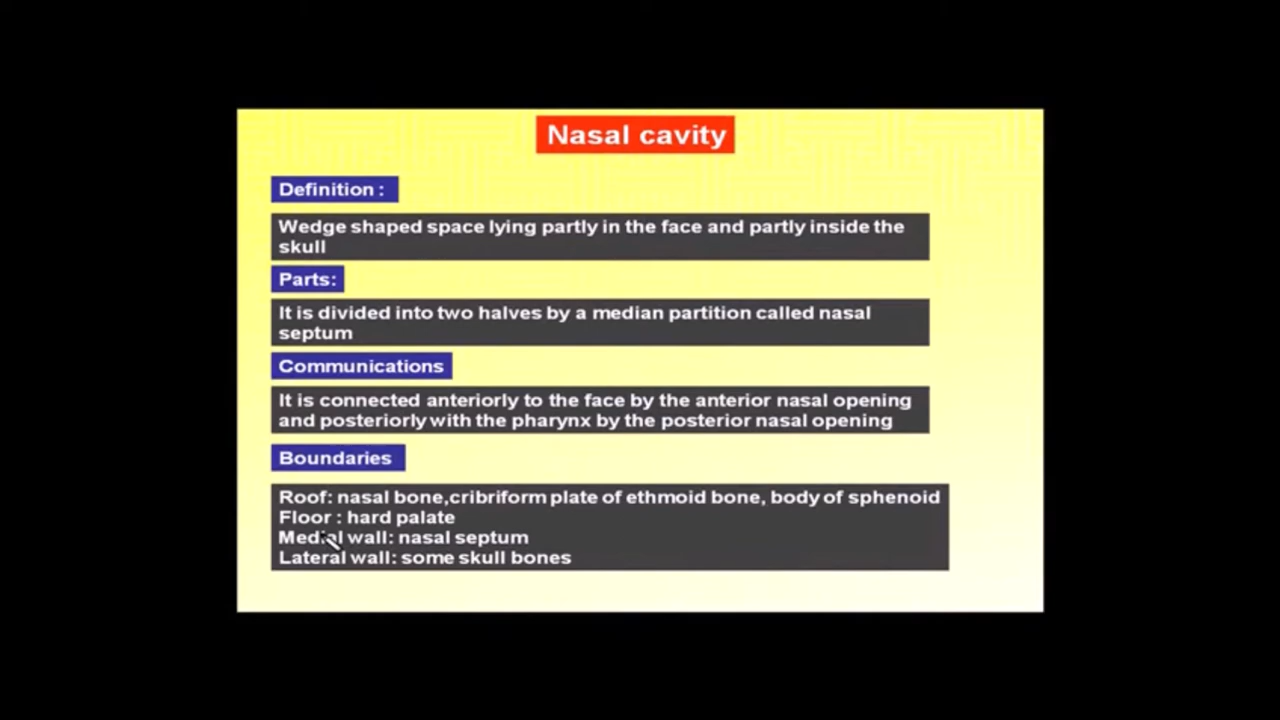 Nasal cavity
Definition :
Wedge shaped space lying partly in the face and partly inside the
skull
Parts:
It is divided into two halves by a median partition called nasal
septum
Communications
It is connected anteriorly to the face by the anterior nasal opening
and posteriorly with the pharynx by the posterior nasal opening
Boundaries
Roof: nasal bone,cribriform plate of ethmoid bone, body of sphenoid
Floor : hard palate
Medial wall: nasal septum
Lateral wall: some skull bones